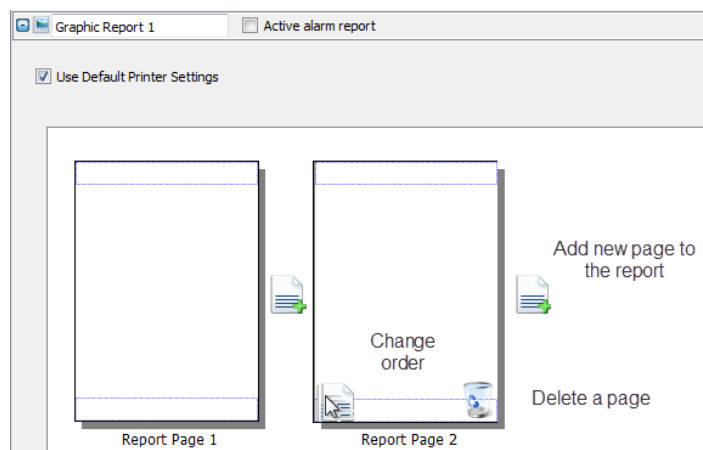 Graphic Report 1
Active alarm report
Use Default Printer Settings
Add new page to
the report
Change
order
Delete a page
Report Page 1
Report Page 2